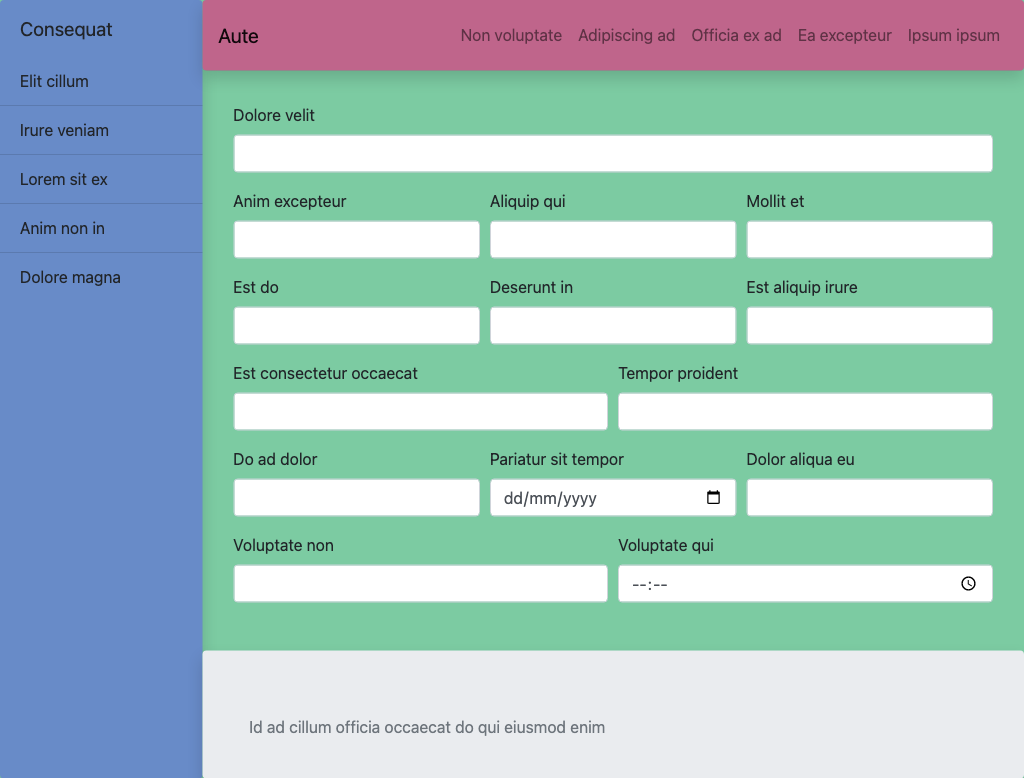 Consequat
Elit cillum
Irure veniam
Lorem sit ex
Anim non in
Dolore magna
Aute
Non voluptate Adipiscing ad Officia ex ad Ea excepteur Ipsum ipsum
Dolore velit
Anim excepteur Aliquip qui Mollit et
Est do Deserunt in Est aliquip irure
Est consectetur occaecat Tempor proident
Do ad dolor Pariatur sit tempor Dolor aliqua eu
dd/mm/yyyy
Voluptate non Voluptate qui
--:--
Id ad cillum officia occaecat do qui eiusmod enim